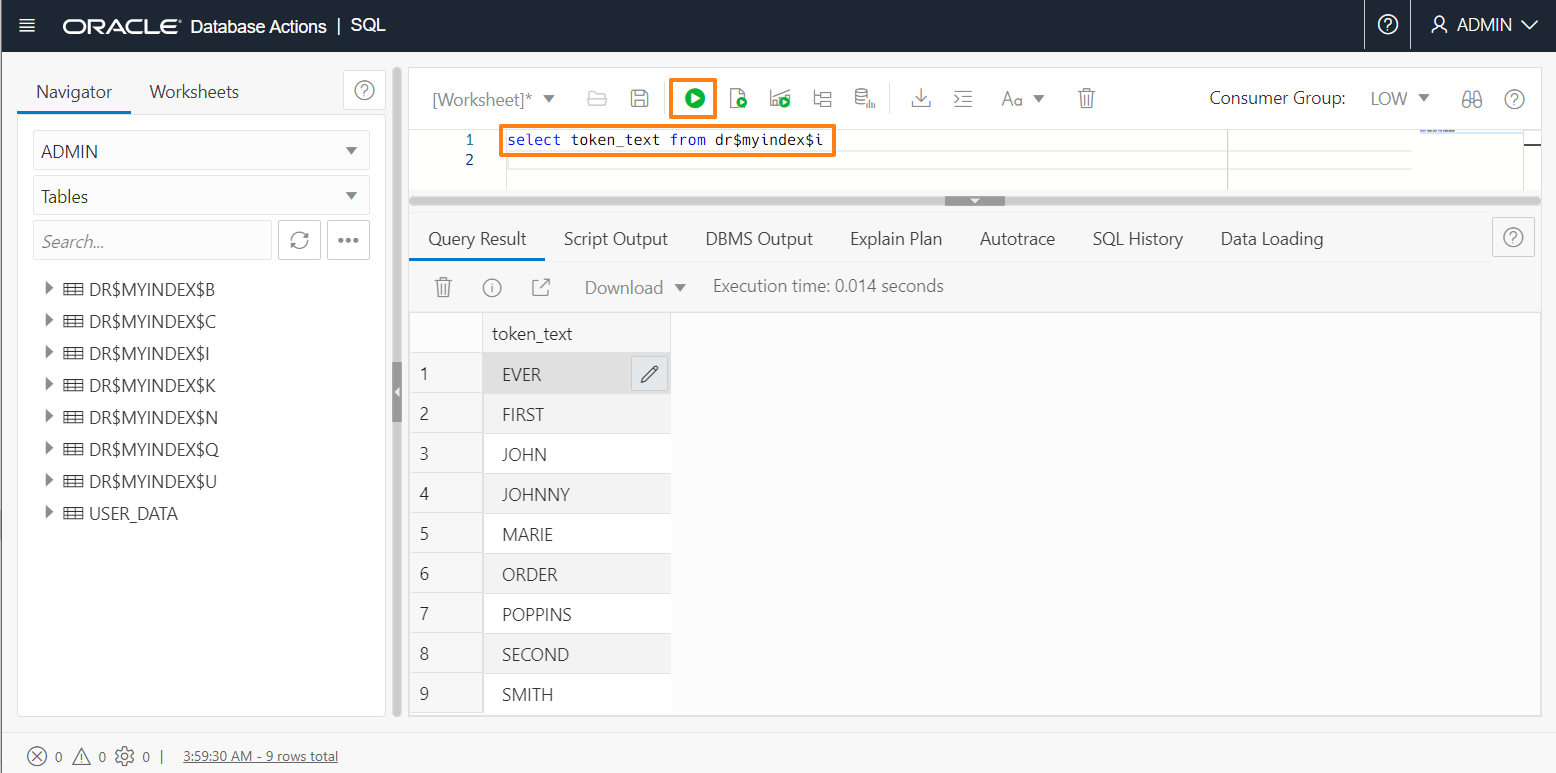 ORACLE Database Actions | SQL
ADMIN
Navigator Worksheets
ADMIN
Tables
Search...
DR$MYINDEX$B
DR$MYINDEX$C
DR$MYINDEX$I
DR$MYINDEX$K
DR$MYINDEX$N
DR$MYINDEX$Q
DR$MYINDEX$U
USER_DATA
[Worksheet]* Aa Consumer Group: LOW
1 select token_text from dr$myindex$i
2
Query Result Script Output DBMS Output Explain Plan Autotrace SQL History Data Loading
Download Execution time: 0.014 seconds
token_text
1 EVER
2 FIRST
3 JOHN
4 JOHNNY
5 MARIE
6 ORDER
7 POPPINS
8 SECOND
9 SMITH
0 0 0 | 3:59:30 AM - 9 rows total